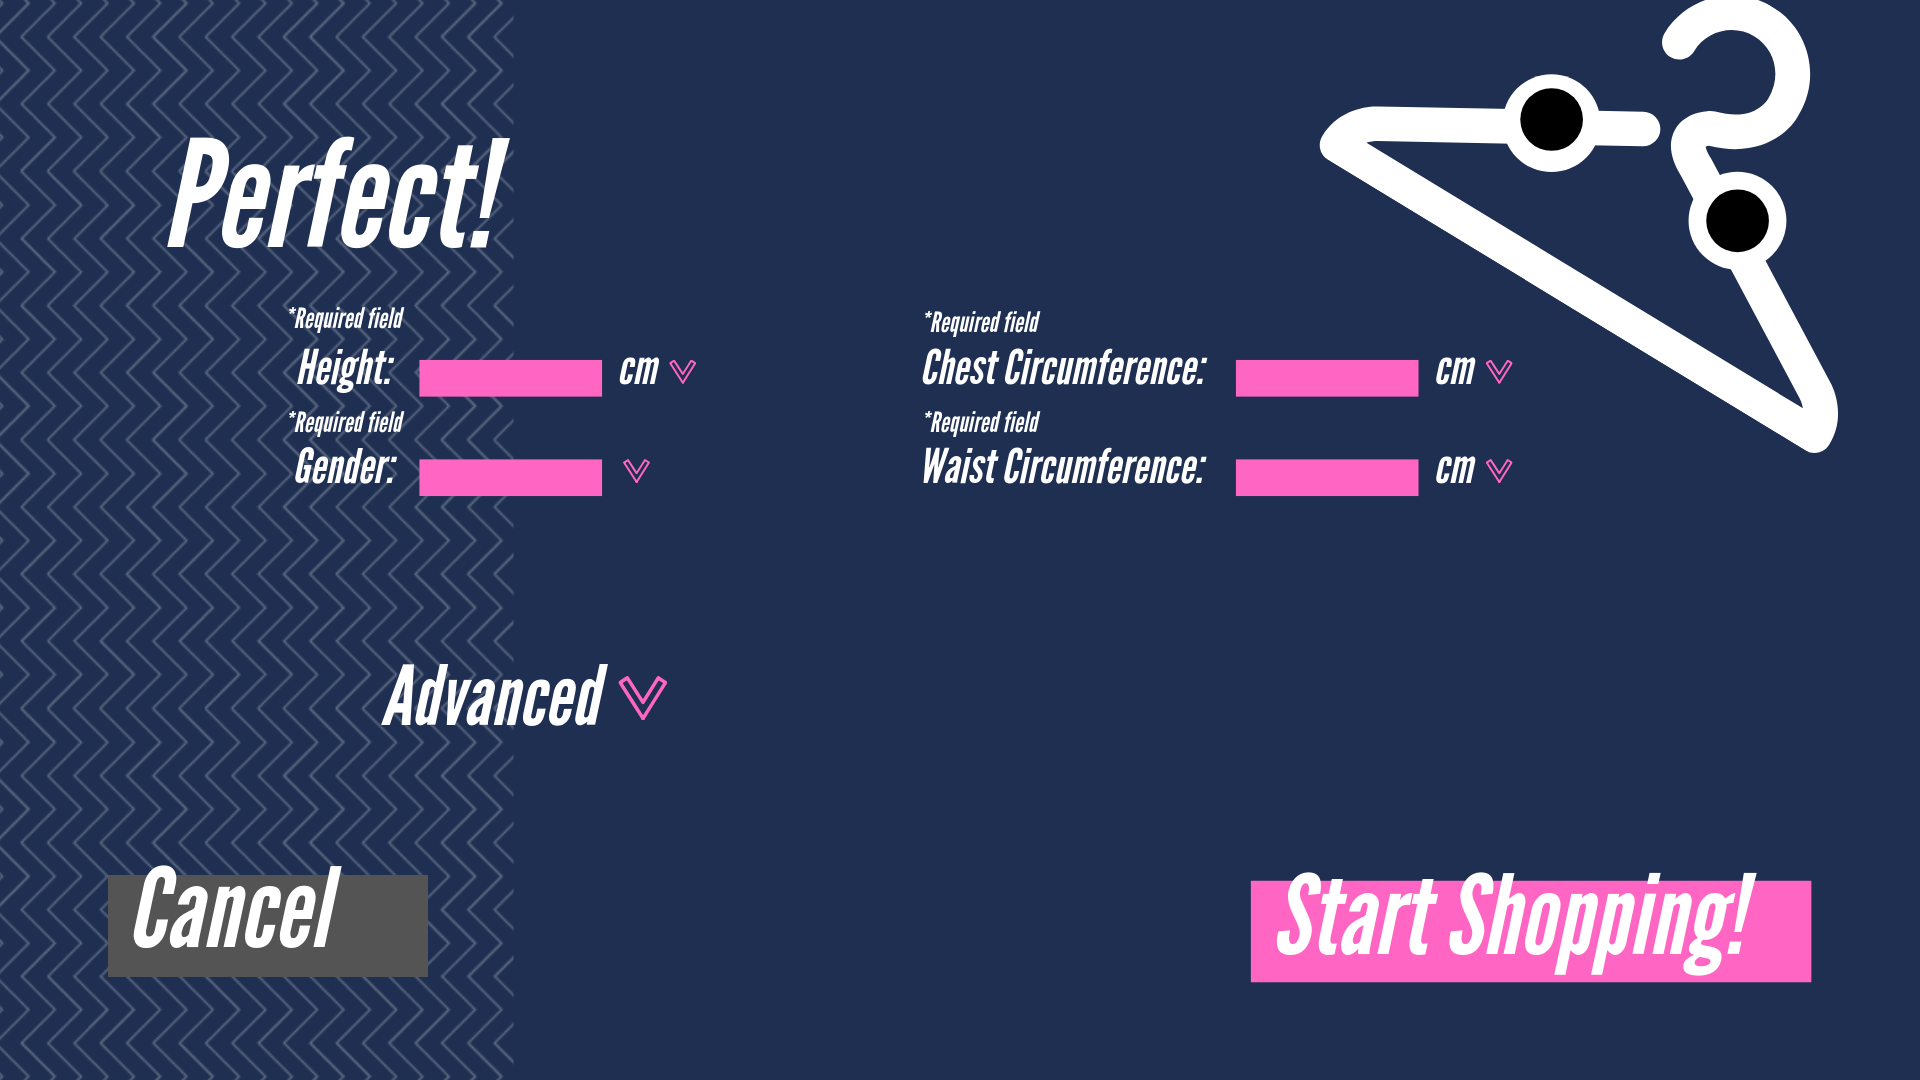 Perfect!
*Required field
Height: cm
*Required field
Gender:
*Required field
Chest Circumference: cm
*Required field
Waist Circumference: cm
Advanced
Cancel
Start Shopping!